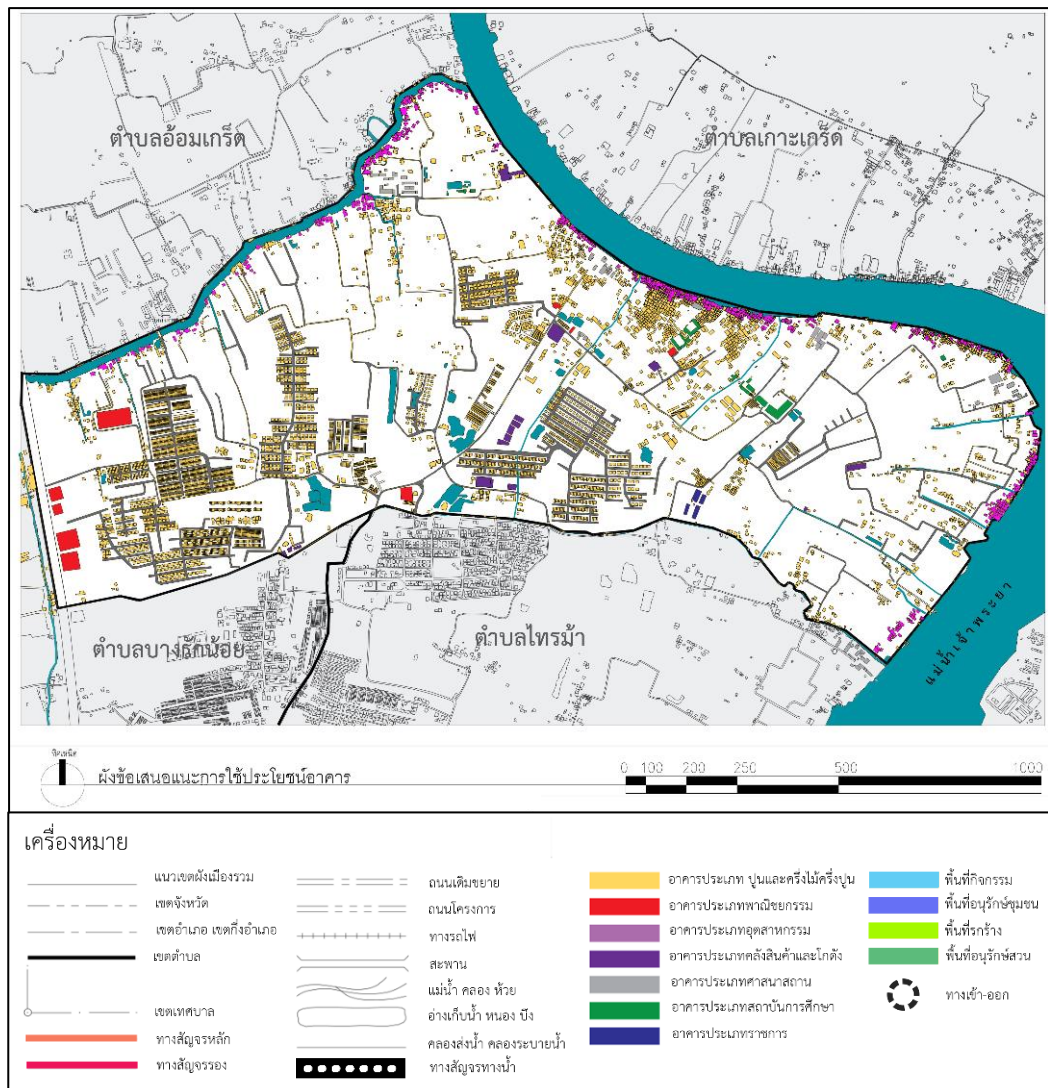 ตำบลอ้อมเกร็ด
ตำบลเกาะเกร็ด
ตำบลบางรักน้อย
ตำบลไทรม้า
แม่น้ำเจ้าพระยา
ทิศเหนือ
ผังข้อเสนอแนะการใช้ประโยชน์อาคาร
0 100 200 250 500 1000
เครื่องหมาย
แนวเขตผังเมืองรวม
เขตจังหวัด
เขตอำเภอ เขตกิ่งอำเภอ
เขตตำบล
เขตเทศบาล
ทางสัญจรหลัก
ทางสัญจรรอง
ถนนเดิมขยาย
ถนนโครงการ
ทางรถไฟ
สะพาน
แม่น้ำ คลอง ห้วย
อ่างเก็บน้ำ หนอง บึง
คลองส่งน้ำ คลองระบายน้ำ
ทางสัญจรทางน้ำ
อาคารประเภท ปูนและครึ่งไม้ครึ่งปูน
อาคารประเภทพาณิชยกรรม
อาคารประเภทอุตสาหกรรม
อาคารประเภทคลังสินค้าและโกดัง
อาคารประเภทศาสนาสถาน
อาคารประเภทสถาบันการศึกษา
อาคารประเภทราชการ
พื้นที่กิจกรรม
พื้นที่อนุรักษ์ชุมชน
พื้นที่รกร้าง
พื้นที่อนุรักษ์สวน
ทางเข้า-ออก